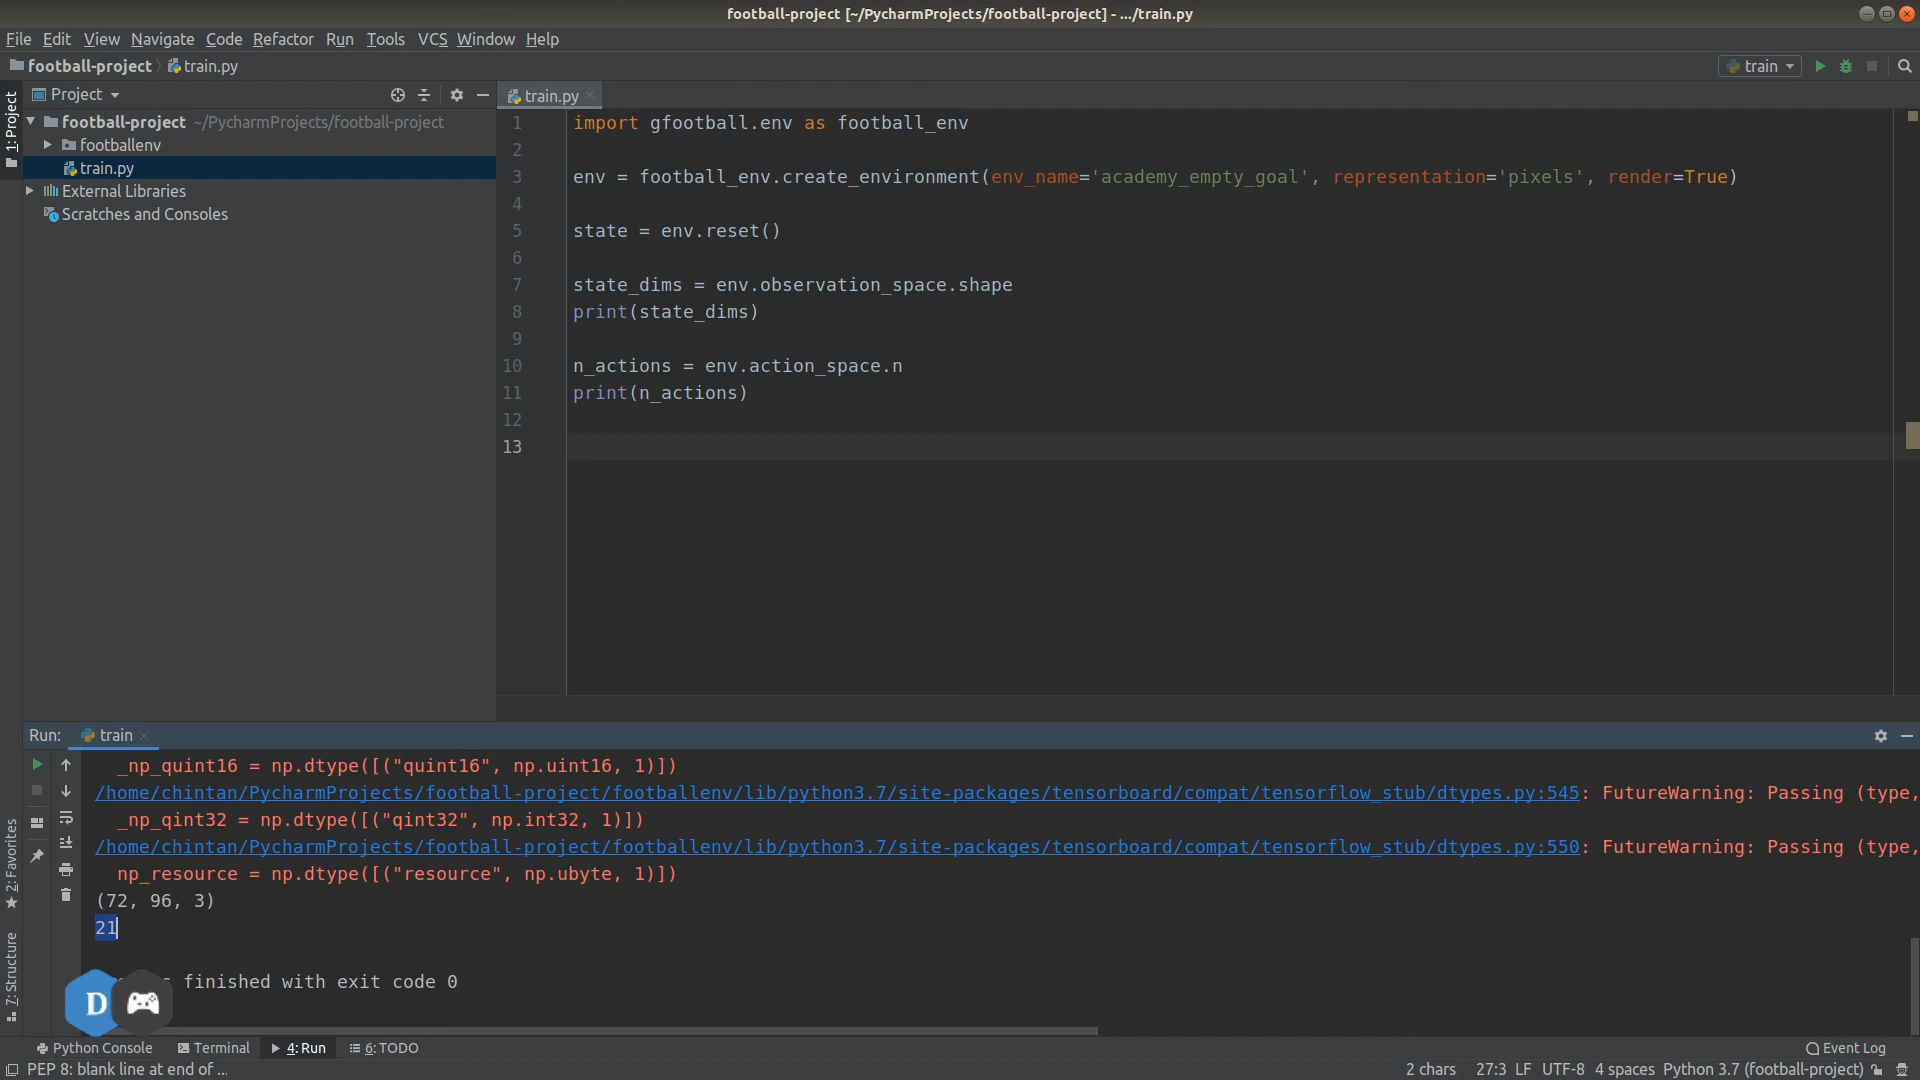 football-project [~/PycharmProjects/football-project] - .../train.py
File Edit View Navigate Code Refactor Run Tools VCS Window Help
football-project train.py train
1: Project
Project
train.py
football-project ~/PycharmProjects/football-project
footballenv
train.py
External Libraries
Scratches and Consoles
1 import gfootball.env as football_env
2
3 env = football_env.create_environment(env_name='academy_empty_goal', representation='pixels', render=True)
4
5 state = env.reset()
6
7 state_dims = env.observation_space.shape
8 print(state_dims)
9
10 n_actions = env.action_space.n
11 print(n_actions)
12
13
Run: train
_np_quint16 = np.dtype([("quint16", np.uint16, 1)])
/home/chintan/PycharmProjects/football-project/footballenv/lib/python3.7/site-packages/tensorboard/compat/tensorflow_stub/dtypes.py:545: FutureWarning: Passing (type,
_np_qint32 = np.dtype([("qint32", np.int32, 1)])
/home/chintan/PycharmProjects/football-project/footballenv/lib/python3.7/site-packages/tensorboard/compat/tensorflow_stub/dtypes.py:550: FutureWarning: Passing (type,
np_resource = np.dtype([("resource", np.ubyte, 1)])
(72, 96, 3)
21
finished with exit code 0
D
2: Favorites
7: Structure
Python Console Terminal 4: Run 6: TODO Event Log
PEP 8: blank line at end of ... 2 chars 27:3 LF UTF-8 4 spaces Python 3.7 (football-project)